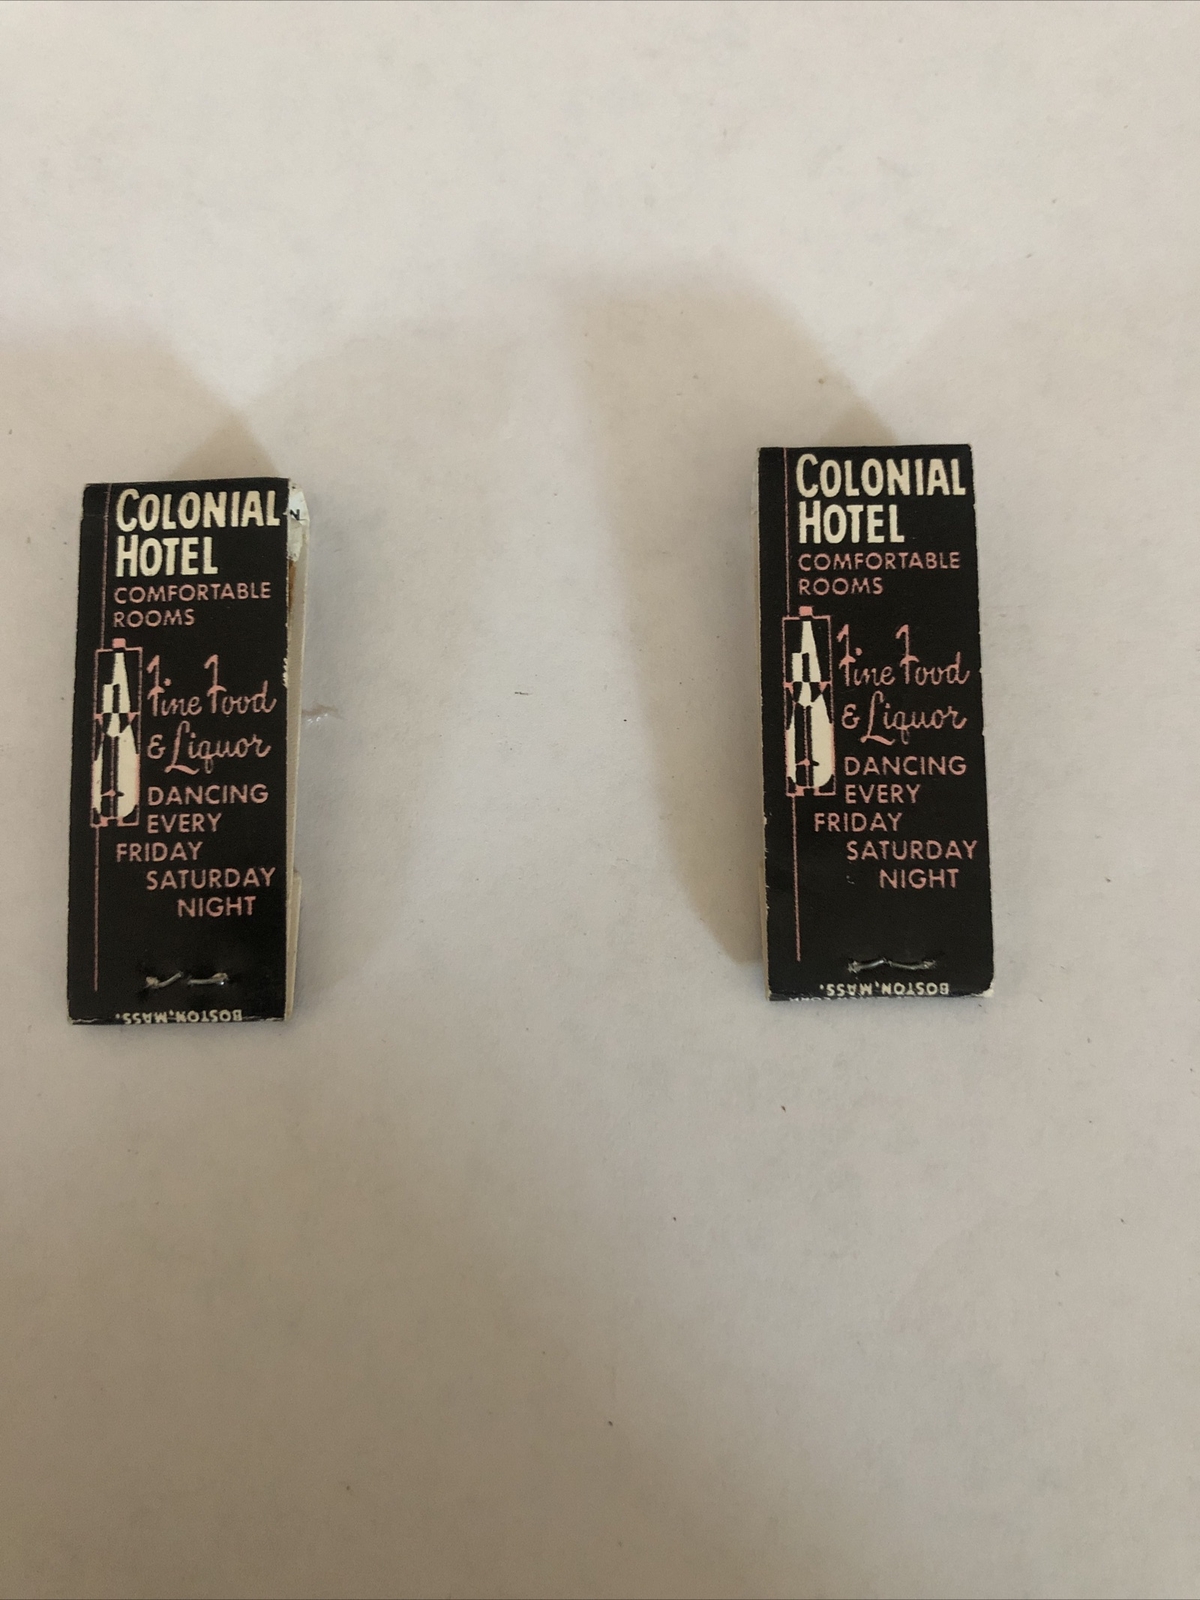 COLONIAL
HOTEL
COMFORTABLE
ROOMS
Fine Food
& Liquor
DANCING
EVERY
FRIDAY
SATURDAY
NIGHT
BOSTON, MASS.
COLONIAL
HOTEL
COMFORTABLE
ROOMS
Fine Food
& Liquor
DANCING
EVERY
FRIDAY
SATURDAY
NIGHT
BOSTON, MASS.